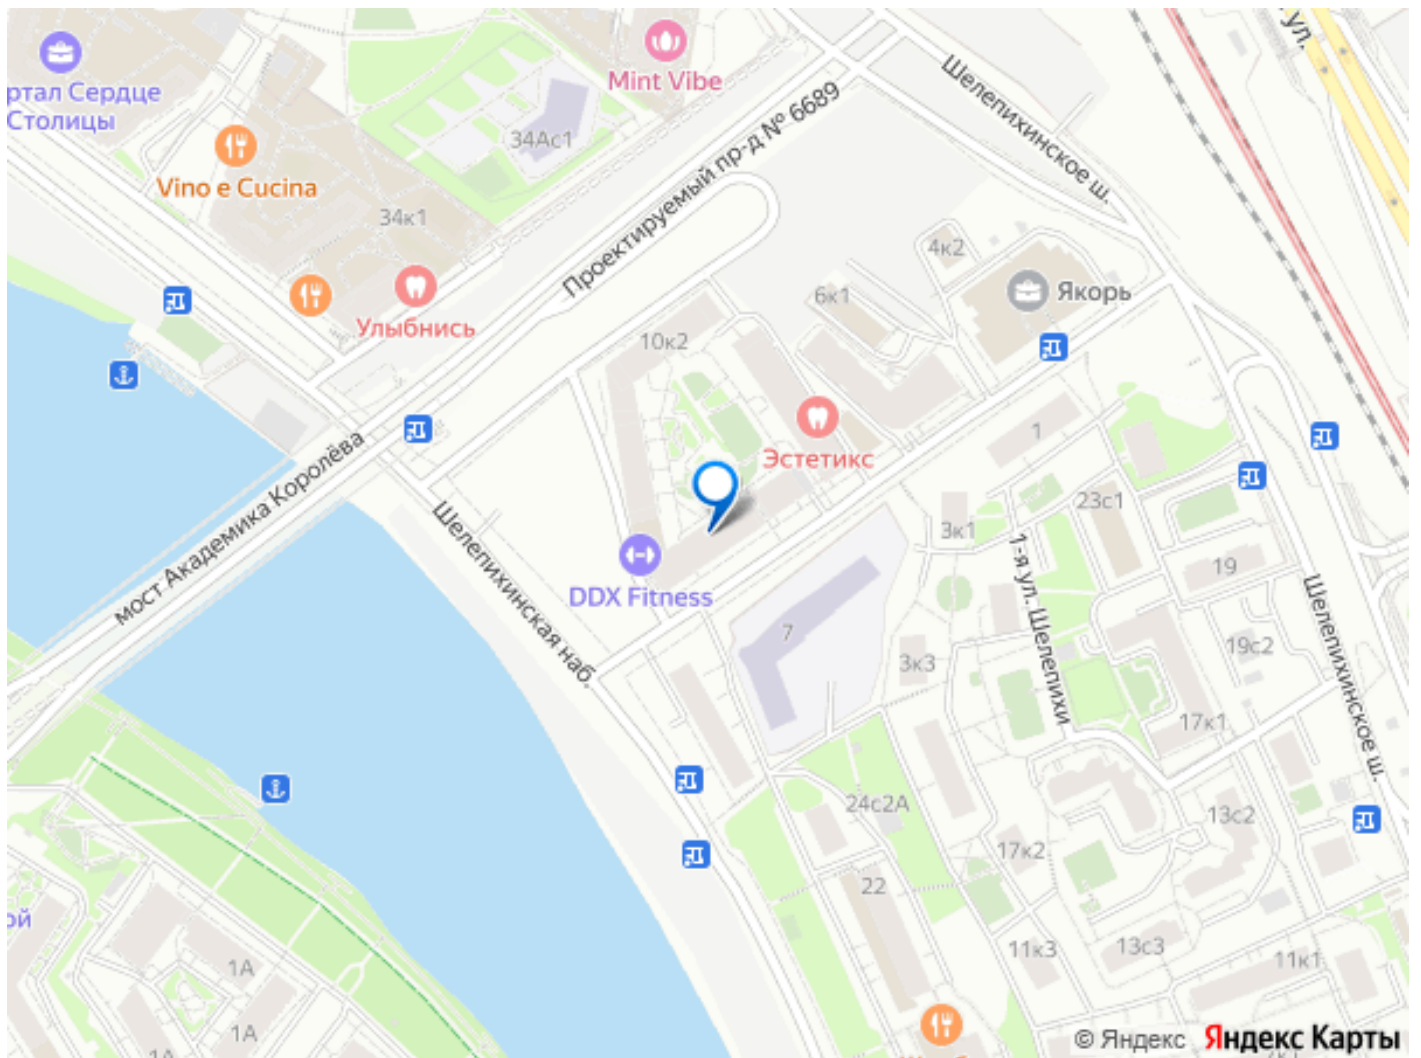 ул.
Mint Vibe
ртал Сердце
Столицы
34Ас1
Шелепихинское ш.
Vino e Cucina
34к1
Проектируемый пр-д № 6689
4к2
6к1
Якорь
Улыбнись
10к2
1
Эстетикс
мост Академика Королёва
Шелепихинская наб.
23с1
3к1
1-я ул. Шелепихи
19
DDX Fitness
7
Шелепихинское ш.
19с2
3к3
17к1
24с2А
13с2
17к2
22
ой
1А
11к3
13с3
11к1
1А
1А
1А
© Яндекс Яндекс Карты